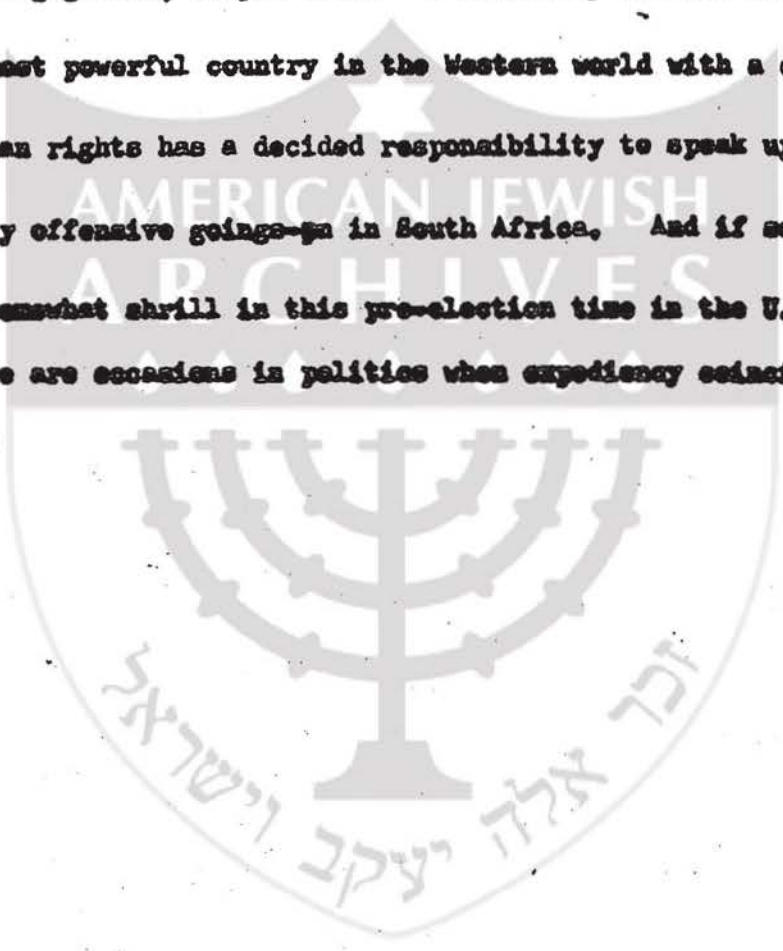 most powerful country in the Western world with a
rights has a decided responsibility to speak
offensive goings-on in South Africa. And if
somewhat shrill in this pre-election time in the
are occasions in politics when expediency
AMERICAN JEWISH
ARCHIVES
זכר אלה יעקב וישראל